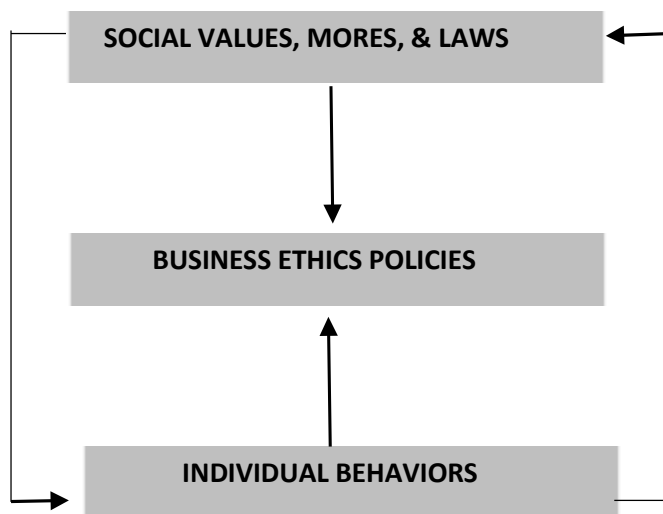 SOCIAL VALUES, MORES, & LAWS
BUSINESS ETHICS POLICIES
INDIVIDUAL BEHAVIORS